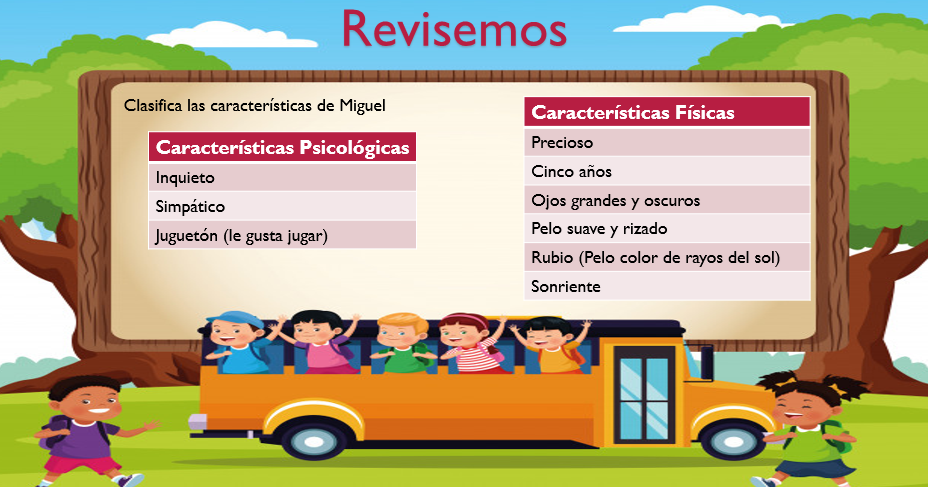 Revisemos
Clasifica las características de Miguel
Características Psicológicas
Inquieto
Simpático
Juguetón (le gusta jugar)
Características Físicas
Precioso
Cinco años
Ojos grandes y oscuros
Pelo suave y rizado
Rubio (Pelo color de rayos del sol)
Sonriente